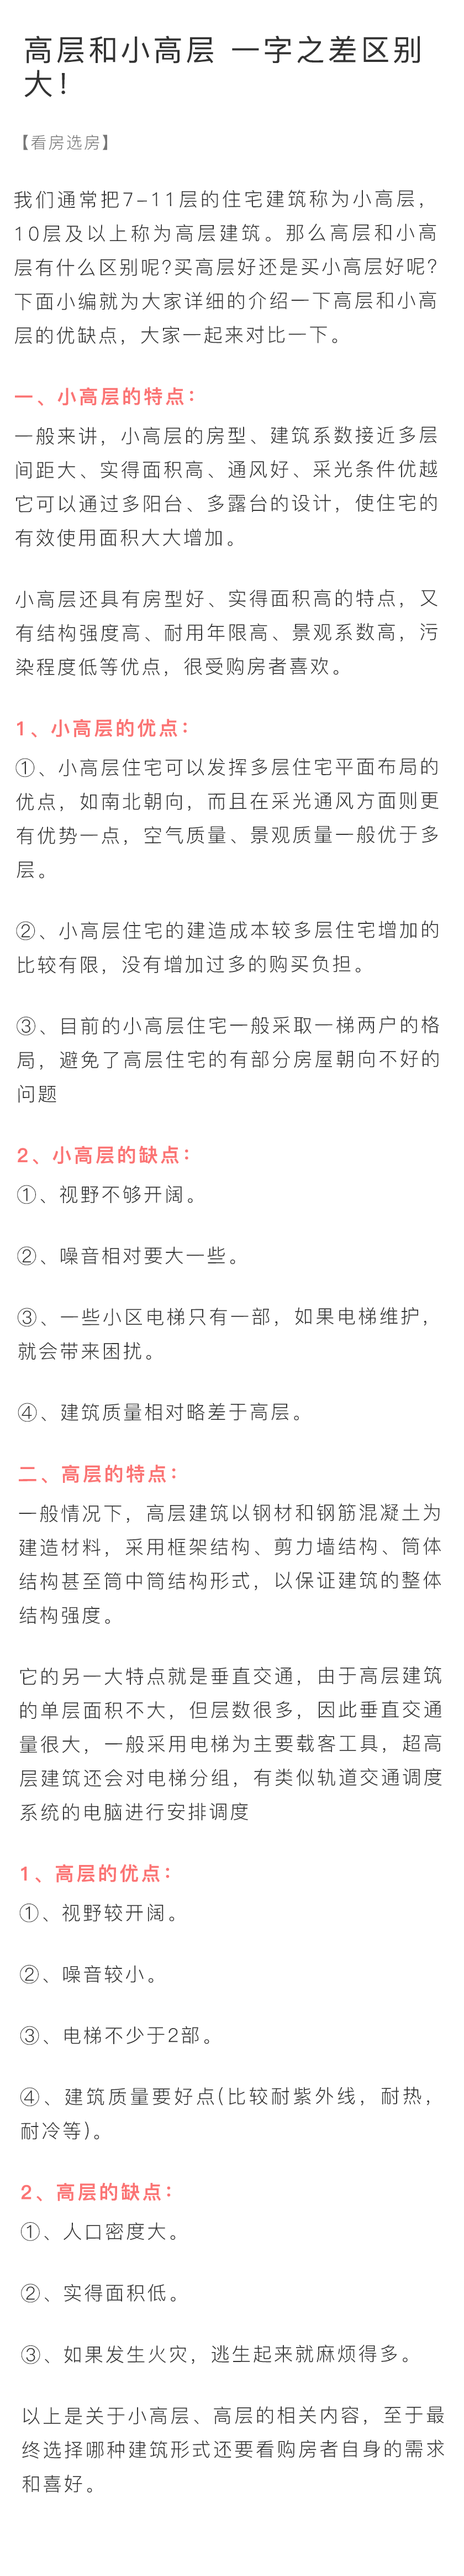 高层和小高层 一字之差区别
大！
【看房选房】
我们通常把7-11层的住宅建筑称为小高层，
10层及以上称为高层建筑。那么高层和小高
层有什么区别呢?买高层好还是买小高层好呢?
下面小编就为大家详细的介绍一下高层和小高
层的优缺点，大家一起来对比一下。
一、小高层的特点：
一般来讲，小高层的房型、建筑系数接近多层
间距大、实得面积高、通风好、采光条件优越
它可以通过多阳台、多露台的设计，使住宅的
有效使用面积大大增加。
小高层还具有房型好、实得面积高的特点，又
有结构强度高、耐用年限高、景观系数高，污
染程度低等优点，很受购房者喜欢。
1、小高层的优点：
①、小高层住宅可以发挥多层住宅平面布局的
优点，如南北朝向，而且在采光通风方面则更
有优势一点，空气质量、景观质量一般优于多
层。
②、小高层住宅的建造成本较多层住宅增加的
比较有限，没有增加过多的购买负担。
③、目前的小高层住宅一般采取一梯两户的格
局，避免了高层住宅的有部分房屋朝向不好的
问题
2、小高层的缺点：
①、视野不够开阔。
②、噪音相对要大一些。
③、一些小区电梯只有一部，如果电梯维护，
就会带来困扰。
④、建筑质量相对略差于高层。
二、高层的特点：
一般情况下，高层建筑以钢材和钢筋混凝土为
建造材料，采用框架结构、剪力墙结构、筒体
结构甚至筒中筒结构形式，以保证建筑的整体
结构强度。
它的另一大特点就是垂直交通，由于高层建筑
的单层面积不大，但层数很多，因此垂直交通
量很大，一般采用电梯为主要载客工具，超高
层建筑还会对电梯分组，有类似轨道交通调度
系统的电脑进行安排调度
1、高层的优点：
①、视野较开阔。
②、噪音较小。
③、电梯不少于2部。
④、建筑质量要好点(比较耐紫外线，耐热，
耐冷等)。
2、高层的缺点：
①、人口密度大。
②、实得面积低。
③、如果发生火灾，逃生起来就麻烦得多。
以上是关于小高层、高层的相关内容，至于最
终选择哪种建筑形式还要看购房者自身的需求
和喜好。